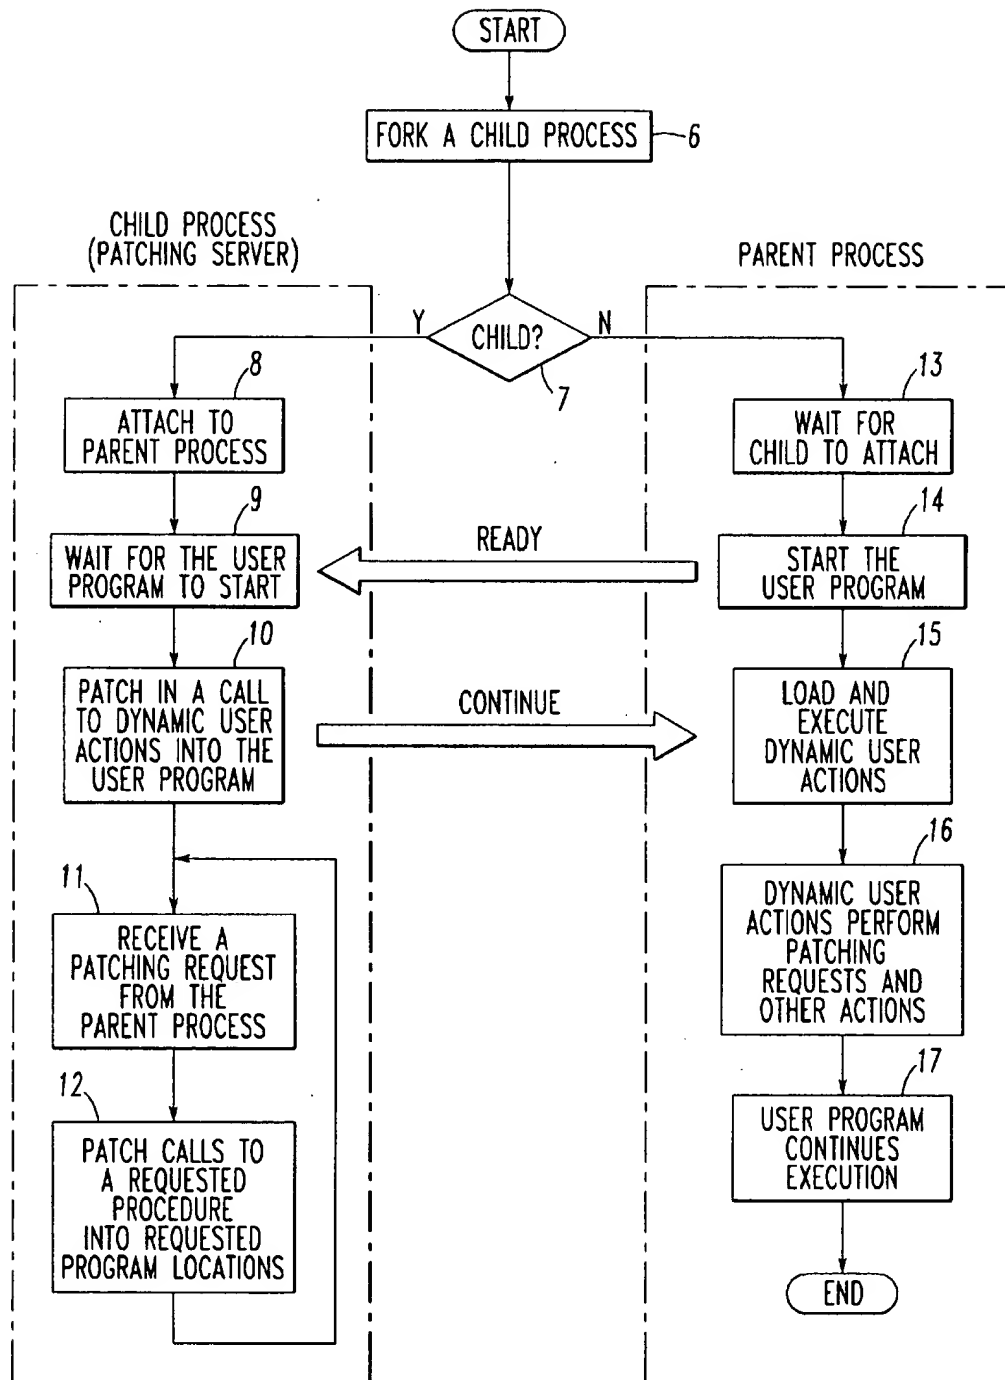 START
FORK A CHILD PROCESS
6
CHILD PROCESS
(PATCHING SERVER)
PARENT PROCESS
Y
CHILD?
N
7
8
ATTACH TO
PARENT PROCESS
9
WAIT FOR THE USER
PROGRAM TO START
10
PATCH IN A CALL
TO DYNAMIC USER
ACTIONS INTO THE
USER PROGRAM
11
RECEIVE A
PATCHING REQUEST
FROM THE
PARENT PROCESS
12
PATCH CALLS TO
A REQUESTED
PROCEDURE
INTO REQUESTED
PROGRAM LOCATIONS
READY
CONTINUE
13
WAIT FOR
CHILD TO ATTACH
14
START THE
USER PROGRAM
15
LOAD AND
EXECUTE
DYNAMIC USER
ACTIONS
16
DYNAMIC USER
ACTIONS PERFORM
PATCHING
REQUESTS AND
OTHER ACTIONS
17
USER PROGRAM
CONTINUES
EXECUTION
END